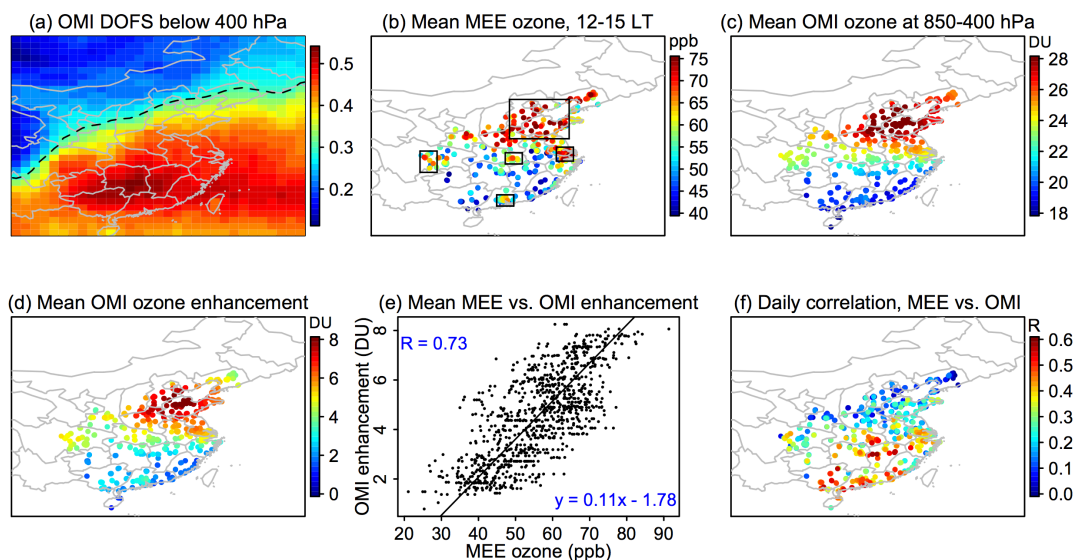 (a) OMI DOFS below 400 hPa
0.5
0.4
0.3
0.2
(b) Mean MEE ozone, 12-15 LT
ppb
75
70
65
60
55
50
45
40
(c) Mean OMI ozone at 850-400 hPa
DU
28
26
24
22
20
18
(d) Mean OMI ozone enhancement
DU
8
6
4
2
0
(e) Mean MEE vs. OMI enhancement
OMI enhancement (DU)
8
6
4
2
R = 0.73
y = 0.11x - 1.78
20 30 40 50 60 70 80 90
MEE ozone (ppb)
(f) Daily correlation, MEE vs. OMI
R
0.6
0.5
0.4
0.3
0.2
0.1
0.0